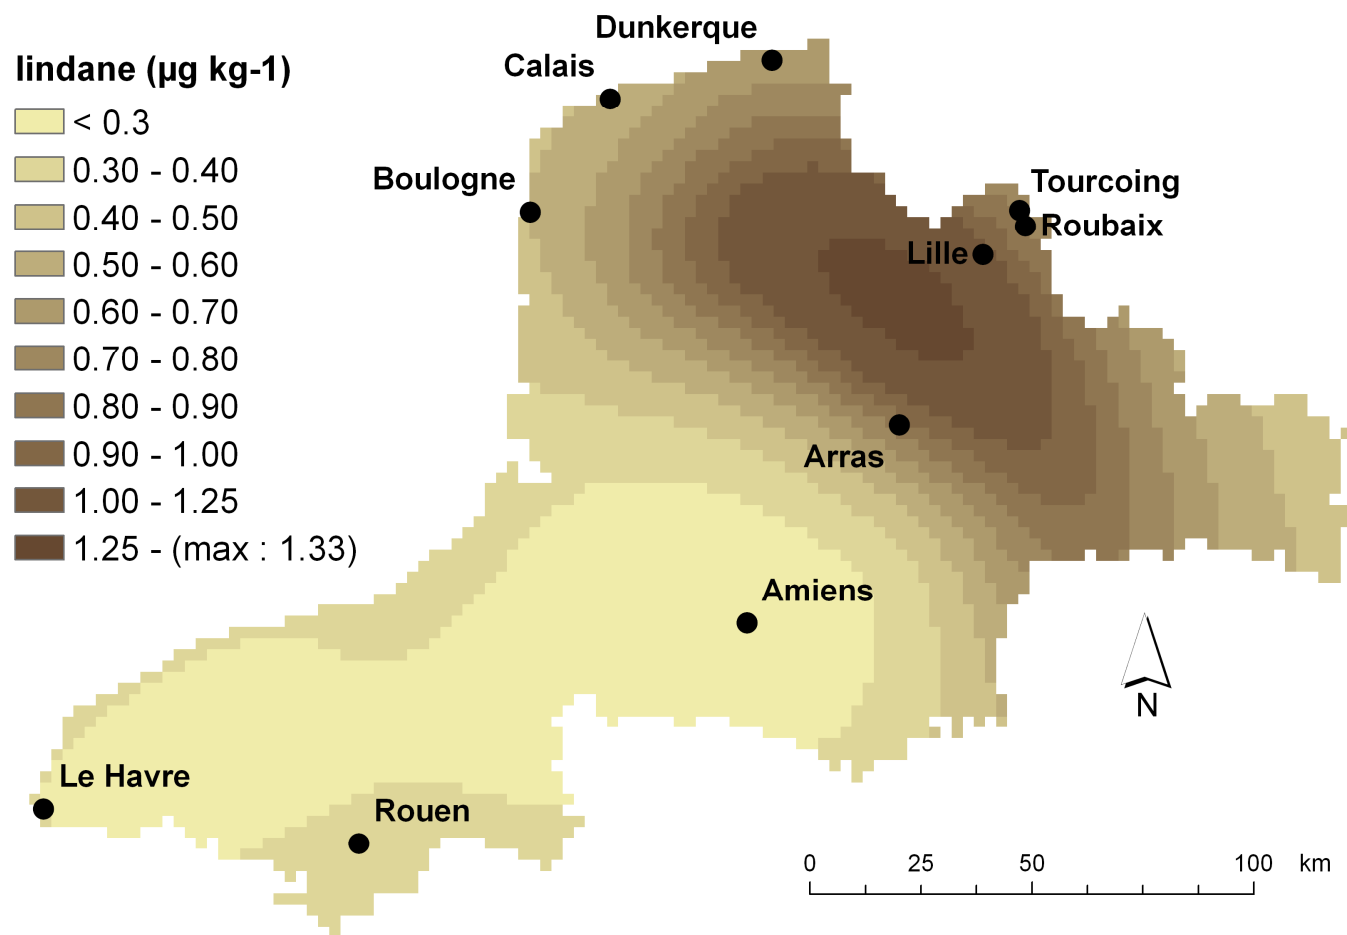 Dunkerque
Calais
lindane (µg kg-1)
< 0.3
0.30 - 0.40
0.40 - 0.50
0.50 - 0.60
0.60 - 0.70
0.70 - 0.80
0.80 - 0.90
0.90 - 1.00
1.00 - 1.25
1.25 - (max : 1.33)
Boulogne
Tourcoing
Roubaix
Lille
Arras
Amiens
N
Le Havre
Rouen
0 25 50 100 km